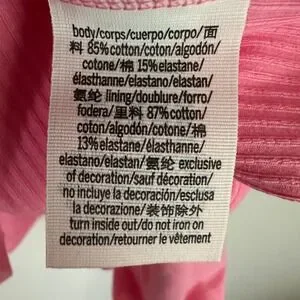 body/corps/cuerpo/corpo/面
料 85%cotton/coton/algodón/
cotone/棉 15%elastane/
élasthanne/elastano/elastan/
氨纶 lining/doublure/forro/
fodera/里料 87%cotton/
coton/algodón/cotone/棉
13%elastane/élasthanne/
elastano/elastan/氨纶 exclusive
of decoration/sauf décoration/
no incluye la decoración/esclusa
la decorazione/装饰除外
turn inside out/do not iron on
decoration/retourner le vêtement